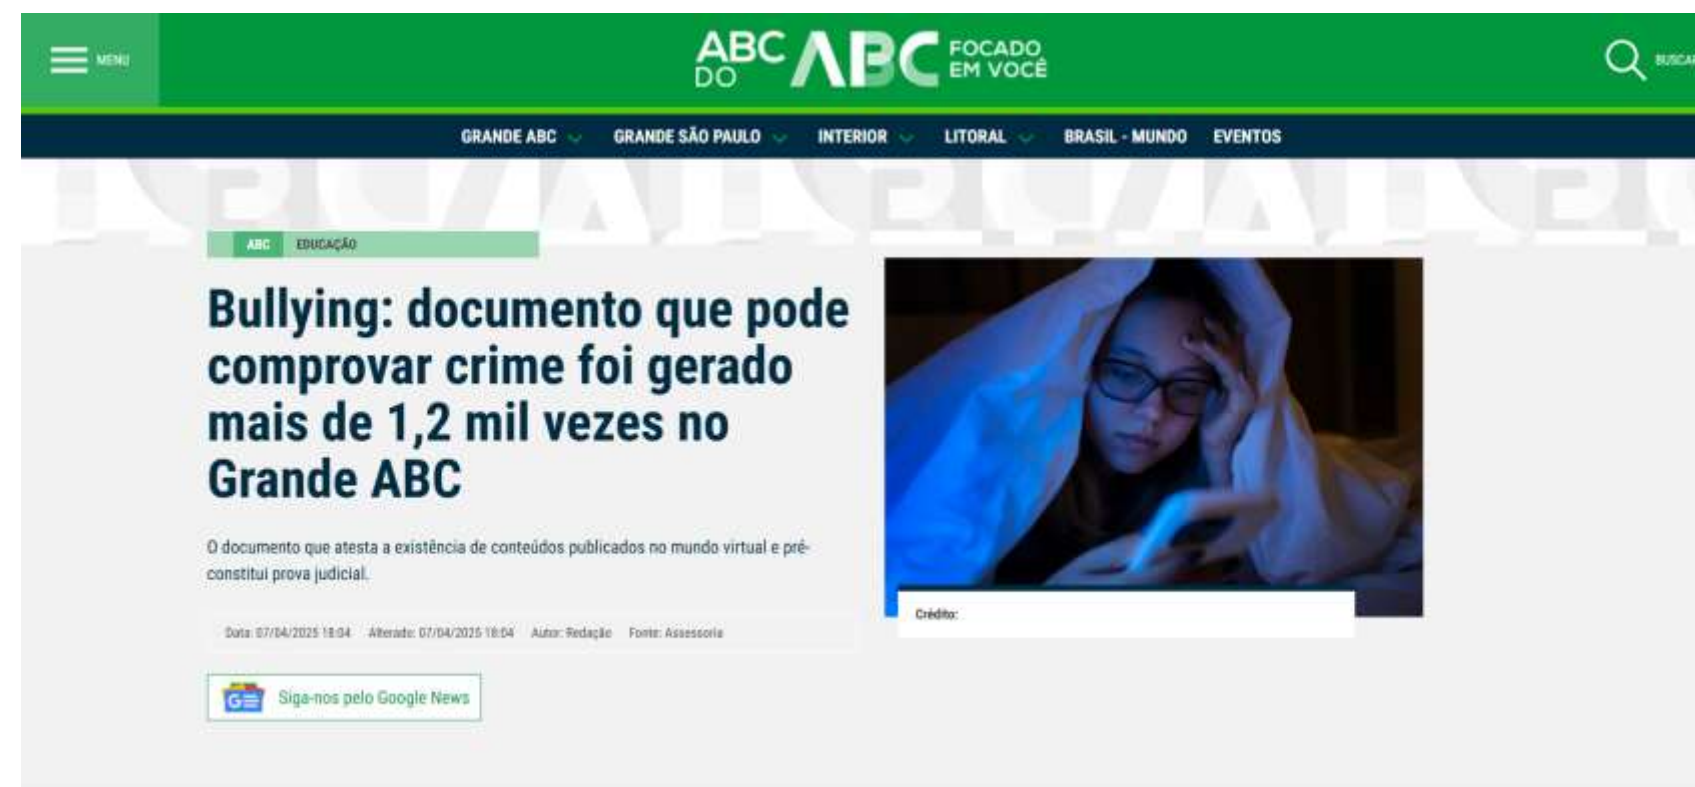 MENU
ABC
DO
ABC
FOCADO
EM VOCÊ
BUSCAR
GRANDE ABC
GRANDE SÃO PAULO
INTERIOR
LITORAL
BRASIL - MUNDO
EVENTOS
ABC
EDUCAÇÃO
Bullying: documento que pode
comprovar crime foi gerado
mais de 1,2 mil vezes no
Grande ABC
O documento que atesta a existência de conteúdos publicados no mundo virtual e pré-
constitui prova judicial.
Data: 07/04/2025 18:04 Alterado: 07/04/2025 18:04 Autor: Redação Fonte: Assessoria
Crédito:
Siga-nos pelo Google News